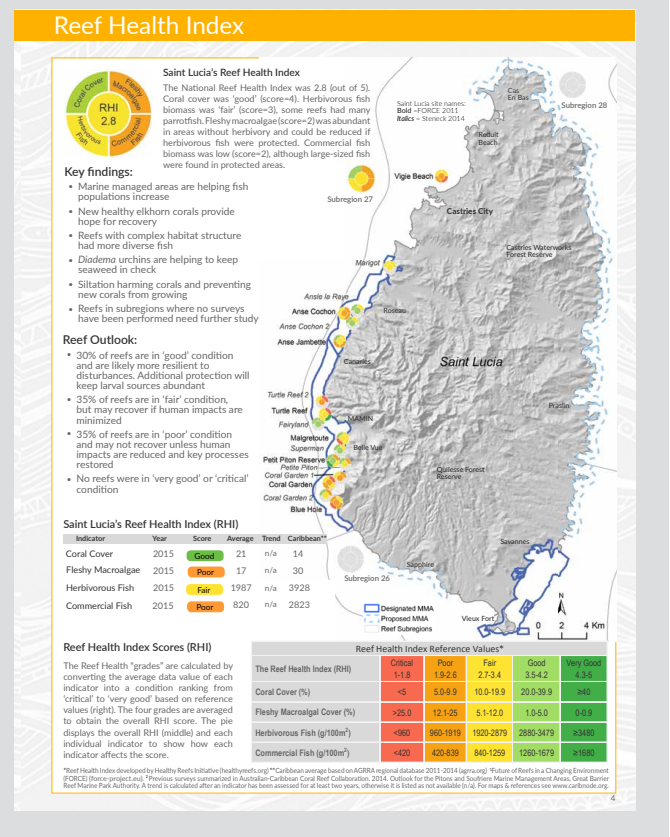 Reef Health Index
Saint Lucia's Reef Health Index
The National Reef Health Index was 2.8 (out of 5).
Coral cover was 'good' (score=4). Herbivorous fish
biomass was 'fair' (score=3), some reefs had many
parrotfish. Fleshy macroalgae (score=2) was abundant
in areas without herbivory and could be reduced if
herbivorous fish were protected. Commercial fish
biomass was low (score=2), although large-sized fish
were found in protected areas.
Coral Cover
Fleshy Macroalgae
Herbivorous Fish
Commercial Fish
RHI
2.8
Key findings:
• Marine managed areas are helping fish
populations increase
• New healthy elkhorn corals provide
hope for recovery
• Reefs with complex habitat structure
had more diverse fish
• Diadema urchins are helping to keep
seaweed in check
• Siltation harming corals and preventing
new corals from growing
• Reefs in subregions where no surveys
have been performed need further study
Reef Outlook:
• 30% of reefs are in 'good' condition
and are likely more resilient to
disturbances. Additional protection will
keep larval sources abundant
• 35% of reefs are in 'fair' condition,
but may recover if human impacts are
minimized
• 35% of reefs are in 'poor' condition
and may not recover unless human
impacts are reduced and key processes
restored
• No reefs were in 'very good' or 'critical'
condition
Saint Lucia site names:
Bold =FORCE 2011
Italics = Steneck 2014
Cas
En Bas
Subregion 28
Reduit
Beach
Vigie Beach
Subregion 27
Castries City
Castries Waterworks
Forest Reserve
Marigot
Ansle la Raye
Roseau
Anse Cochon
Anse Cochon 2
Anse Jambette
Canaries
Saint Lucia
Turtle Reef 2
Turtle Reef
MAMIN
Fairyland
Praslin
Malgretoute
Superman
Belle Vue
Petit Piton Reserve
Petite Piton
Coral Garden 1
Quilesse Forest
Reserve
Coral Garden
Coral Garden 2
Blue Hole
Savannes
Sapphire
Subregion 26
Vieux Fort
Designated MMA
Proposed MMA
Reef Subregions
N
0 2 4 Km
Saint Lucia's Reef Health Index (RHI)
Indicator Year Score Average Trend Caribbean**
Coral Cover 2015 Good 21 n/a 14
Fleshy Macroalgae 2015 Poor 17 n/a 30
Herbivorous Fish 2015 Fair 1987 n/a 3928
Commercial Fish 2015 Poor 820 n/a 2823
Reef Health Index Scores (RHI)
The Reef Health "grades" are calculated by
converting the average data value of each
indicator into a condition ranking from
'critical' to 'very good' based on reference
values (right). The four grades are averaged
to obtain the overall RHI score. The pie
displays the overall RHI (middle) and each
individual indicator to show how each
indicator affects the score.
Reef Health Index Reference Values*
The Reef Health Index (RHI) Critical 1-1.8 Poor 1.9-2.6 Fair 2.7-3.4 Good 3.5-4.2 Very Good 4.3-5
Coral Cover (%) <5 5.0-9.9 10.0-19.9 20.0-39.9 ≥40
Fleshy Macroalgal Cover (%) >25.0 12.1-25 5.1-12.0 1.0-5.0 0-0.9
Herbivorous Fish (g/100m²) <960 960-1919 1920-2879 2880-3479 ≥3480
Commercial Fish (g/100m²) <420 420-839 840-1259 1260-1679 ≥1680
*Reef Health Index developed by Healthy Reefs Initiative (healthyreefs.org) **Caribbean average based on AGRRA regional database 2011-2014 (agrra.org) Future of Reefs in a Changing Environment
(FORCE) (force-project.eu). Previous surveys summarized in Australian-Caribbean Coral Reef Collaboration. 2014. Outlook for the Pitons and Soufriere Marine Mangement Areas, Great Barrier
Reef Marine Park Authority. A trend is calculated after an indicator has been assessed for at least two years, otherwise it is listed as not available (n/a). For maps & references see www.caribnode.org.
4